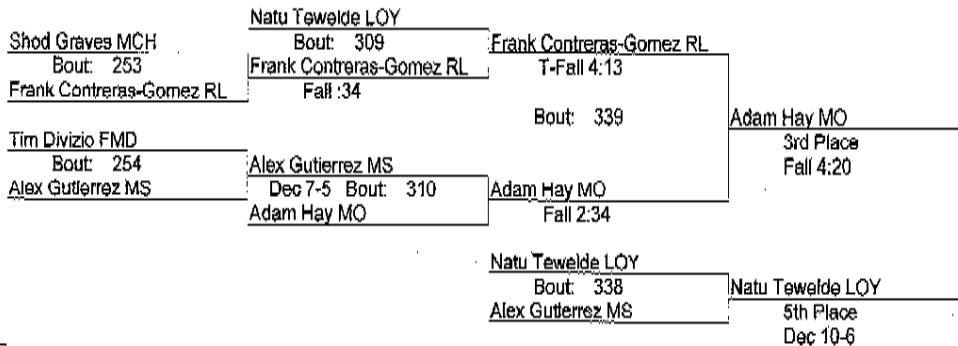 Natu Tewelde LOY
Shod Graves MCH
Bout: 309
Frank Contreras-Gomez RL
Bout: 253
Frank Contreras-Gomez RL
T-Fall 4:13
Frank Contreras-Gomez RL
Fall :34
Bout: 339
Adam Hay MO
Tim Divizio FMD
3rd Place
Bout: 254
Alex Gutierrez MS
Fall 4:20
Alex Gutierrez MS
Dec 7-5 Bout: 310
Adam Hay MO
Adam Hay MO
Fall 2:34
Natu Tewelde LOY
Bout: 338
Natu Tewelde LOY
Alex Gutierrez MS
5th Place
Dec 10-6